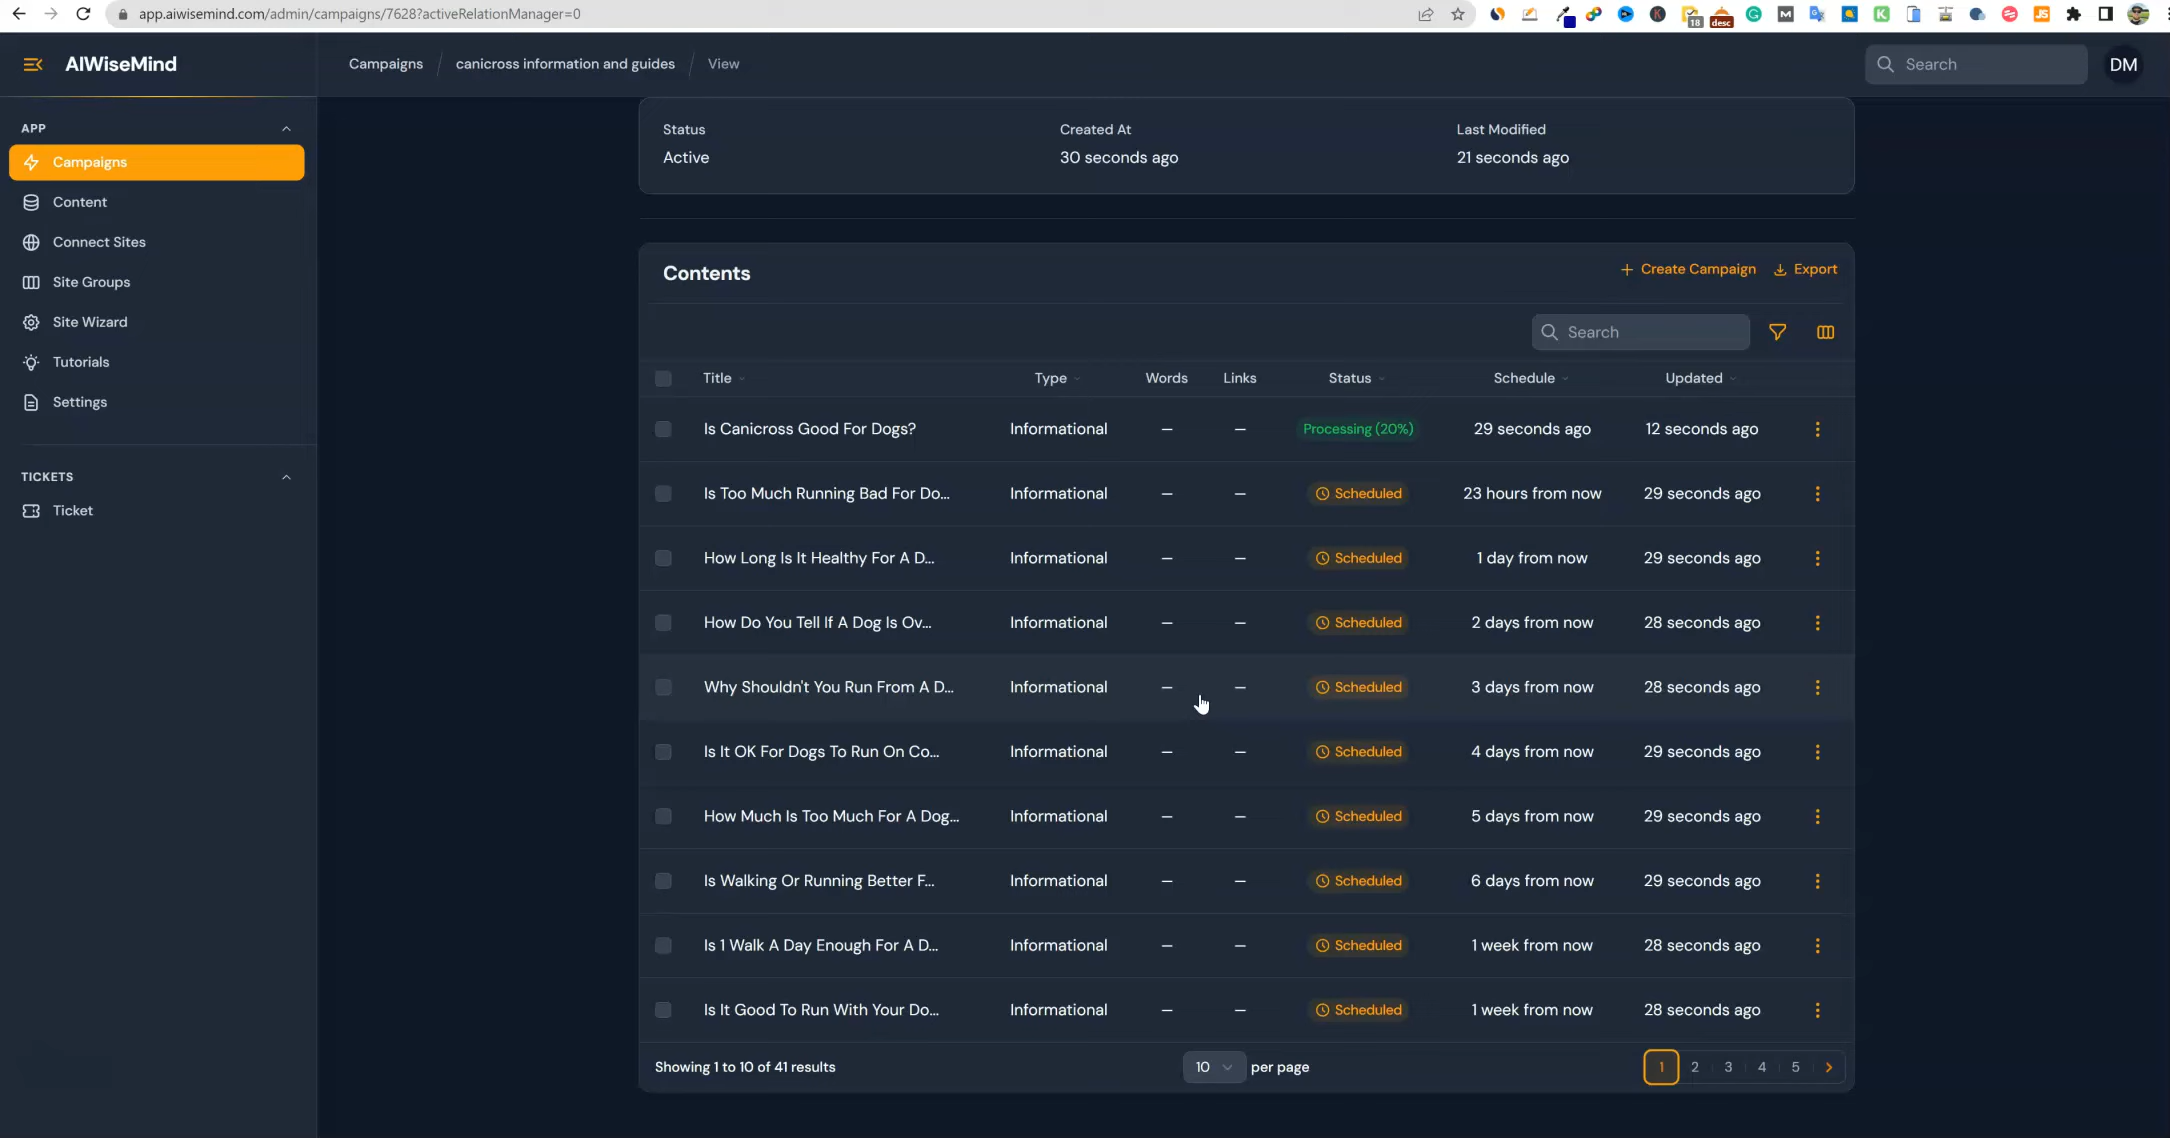 app.aiwisemind.com/admin/campaigns/7628?activeRelationManager=0
18
desc
AIWiseMind
Campaigns
canicross information and guides
View
Search
DM
APP
Campaigns
Content
Connect Sites
Site Groups
Site Wizard
Tutorials
Settings
TICKETS
Ticket
Status Created At Last Modified
Active 30 seconds ago 21 seconds ago
Contents
Create Campaign
Export
Search
Title Type Words Links Status Schedule Updated
Is Canicross Good For Dogs? Informational — — Processing (20%) 29 seconds ago 12 seconds ago
Is Too Much Running Bad For Do... Informational — — Scheduled 23 hours from now 29 seconds ago
How Long Is It Healthy For A D... Informational — — Scheduled 1 day from now 29 seconds ago
How Do You Tell If A Dog Is Ov... Informational — — Scheduled 2 days from now 28 seconds ago
Why Shouldn't You Run From A D... Informational — — Scheduled 3 days from now 28 seconds ago
Is It OK For Dogs To Run On Co... Informational — — Scheduled 4 days from now 29 seconds ago
How Much Is Too Much For A Dog... Informational — — Scheduled 5 days from now 29 seconds ago
Is Walking Or Running Better F... Informational — — Scheduled 6 days from now 29 seconds ago
Is 1 Walk A Day Enough For A D... Informational — — Scheduled 1 week from now 28 seconds ago
Is It Good To Run With Your Do... Informational — — Scheduled 1 week from now 28 seconds ago
Showing 1 to 10 of 41 results
10 per page
1 2 3 4 5